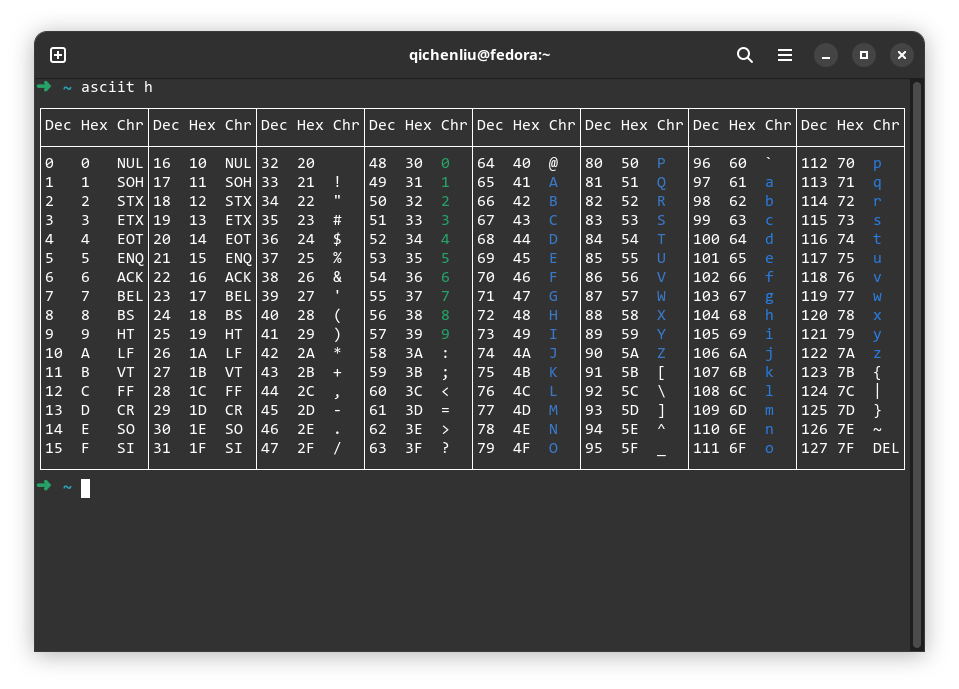 qichenliu@fedora:~
➜ ~ asciit h
Dec Hex Chr Dec Hex Chr Dec Hex Chr Dec Hex Chr Dec Hex Chr Dec Hex Chr Dec Hex Chr Dec Hex Chr
0 0 NUL 16 10 NUL 32 20 48 30 0 64 40 @ 80 50 P 96 60 ` 112 70 p
1 1 SOH 17 11 SOH 33 21 ! 49 31 1 65 41 A 81 51 Q 97 61 a 113 71 q
2 2 STX 18 12 STX 34 22 " 50 32 2 66 42 B 82 52 R 98 62 b 114 72 r
3 3 ETX 19 13 ETX 35 23 # 51 33 3 67 43 C 83 53 S 99 63 c 115 73 s
4 4 EOT 20 14 EOT 36 24 $ 52 34 4 68 44 D 84 54 T 100 64 d 116 74 t
5 5 ENQ 21 15 ENQ 37 25 % 53 35 5 69 45 E 85 55 U 101 65 e 117 75 u
6 6 ACK 22 16 ACK 38 26 & 54 36 6 70 46 F 86 56 V 102 66 f 118 76 v
7 7 BEL 23 17 BEL 39 27 ' 55 37 7 71 47 G 87 57 W 103 67 g 119 77 w
8 8 BS 24 18 BS 40 28 ( 56 38 8 72 48 H 88 58 X 104 68 h 120 78 x
9 9 HT 25 19 HT 41 29 ) 57 39 9 73 49 I 89 59 Y 105 69 i 121 79 y
10 A LF 26 1A LF 42 2A * 58 3A : 74 4A J 90 5A Z 106 6A j 122 7A z
11 B VT 27 1B VT 43 2B + 59 3B ; 75 4B K 91 5B [ 107 6B k 123 7B {
12 C FF 28 1C FF 44 2C , 60 3C < 76 4C L 92 5C \ 108 6C l 124 7C |
13 D CR 29 1D CR 45 2D - 61 3D = 77 4D M 93 5D ] 109 6D m 125 7D }
14 E SO 30 1E SO 46 2E . 62 3E > 78 4E N 94 5E ^ 110 6E n 126 7E ~
15 F SI 31 1F SI 47 2F / 63 3F ? 79 4F O 95 5F _ 111 6F o 127 7F DEL
➜ ~